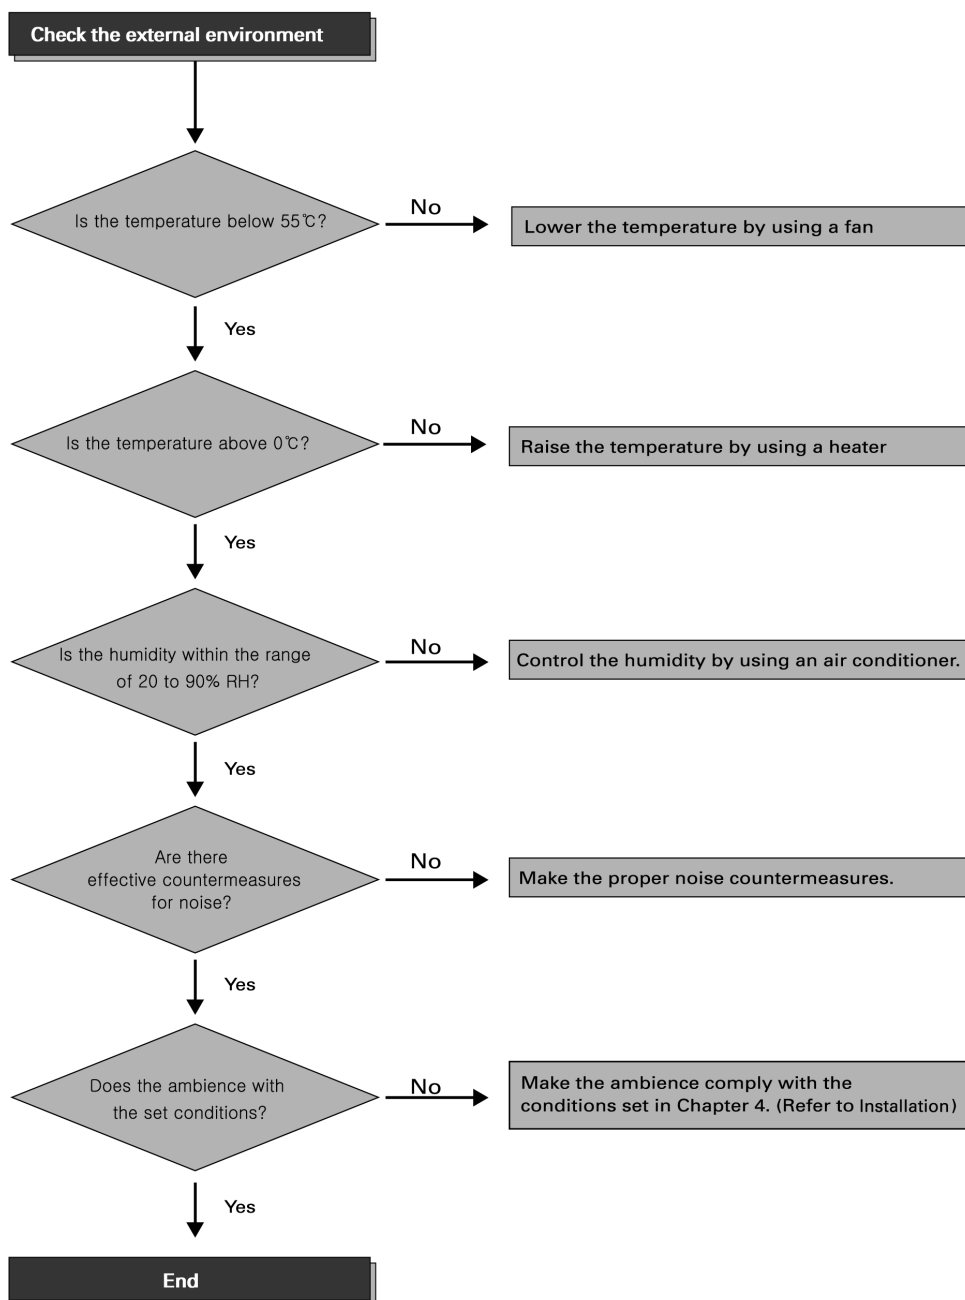 Check the external environment
Is the temperature below 55℃?
No
Lower the temperature by using a fan
Yes
Is the temperature above 0℃?
No
Raise the temperature by using a heater
Yes
Is the humidity within the range
of 20 to 90% RH?
No
Control the humidity by using an air conditioner.
Yes
Are there
effective countermeasures
for noise?
No
Make the proper noise countermeasures.
Yes
Does the ambience with
the set conditions?
No
Make the ambience comply with the
conditions set in Chapter 4. (Refer to Installation)
Yes
End